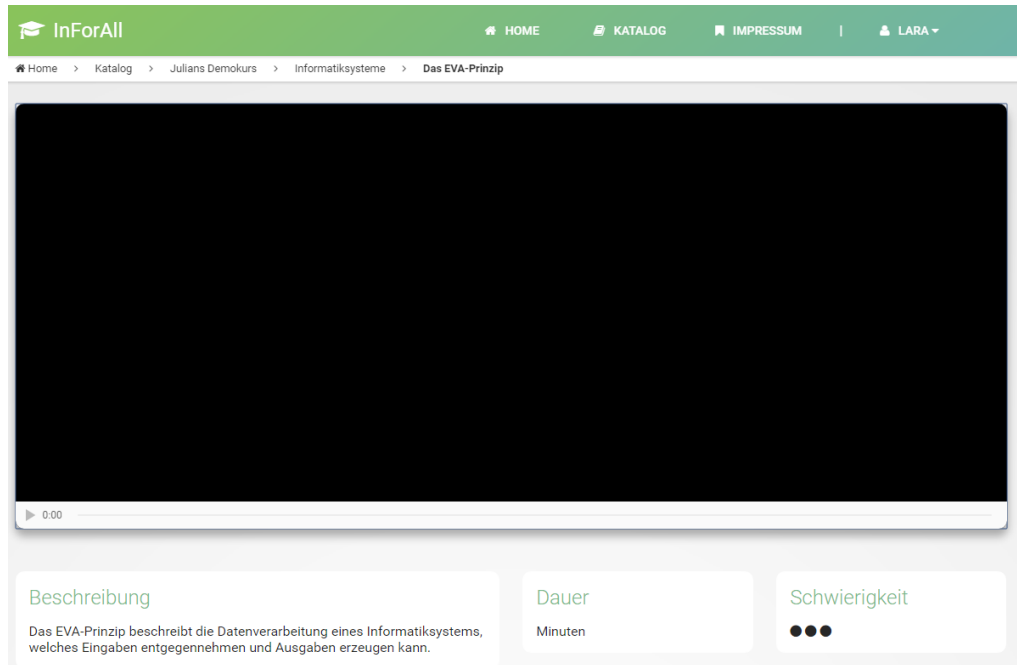 InForAll
HOME KATALOG IMPRESSUM | LARA
Home > Katalog > Julians Demokurs > Informatiksysteme > Das EVA-Prinzip
0:00
Beschreibung
Das EVA-Prinzip beschreibt die Datenverarbeitung eines Informatiksystems,
welches Eingaben entgegennehmen und Ausgaben erzeugen kann.
Dauer
Minuten
Schwierigkeit